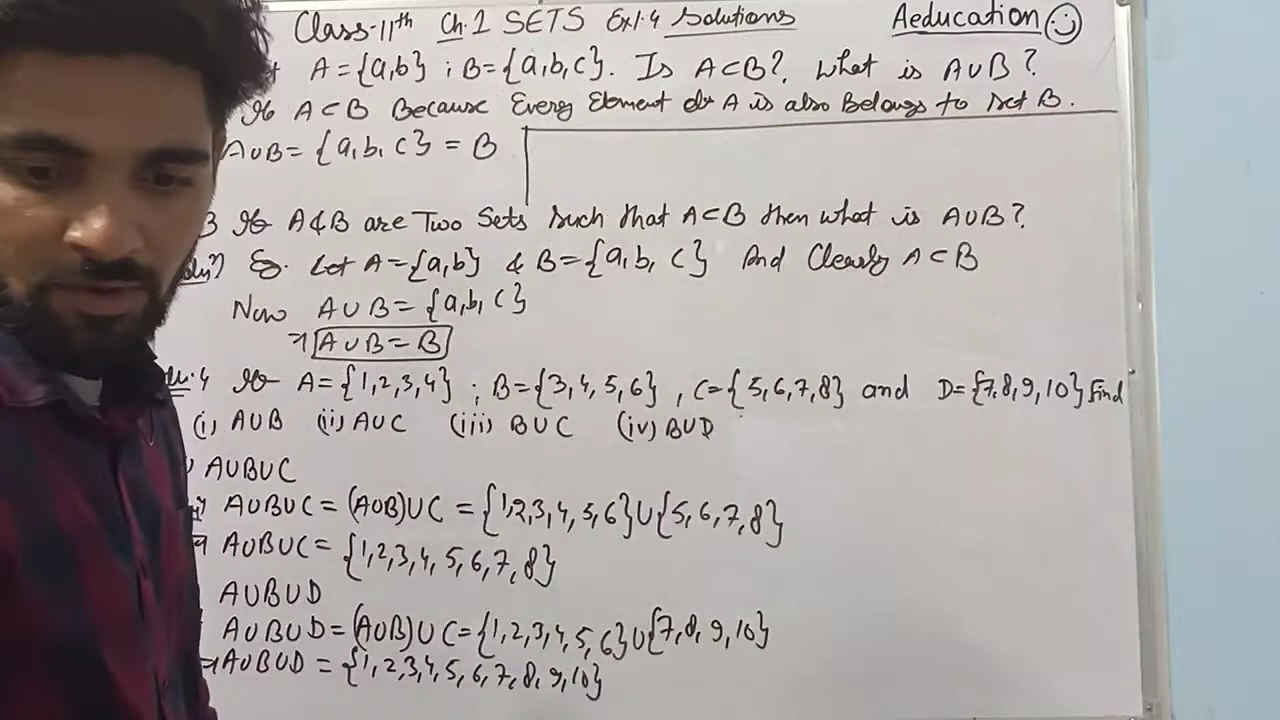 Class-11th Ch.1 SETS Ex1.4 Solutions Aeducation
A={a,b} ; B={a,b,c}. Is A⊂B?, What is A∪B?
A⊂B Because Every Element of A is also Belongs to set B.
A∪B= {a,b,c} = B
3 If A&B are Two Sets Such that A⊂B then what is A∪B?
Eg. Let A={a,b} & B={a,b,c} And Clearly A⊂B
Now A∪B={a,b,c}
⇒ A∪B=B
4 If A={1,2,3,4} ; B={3,4,5,6} , C={5,6,7,8} and D={7,8,9,10} Find
(i) A∪B (ii) A∪C (iii) B∪C (iv) B∪D
A∪B∪C
A∪B∪C = (A∪B)∪C = {1,2,3,4,5,6}∪{5,6,7,8}
A∪B∪C= {1,2,3,4,5,6,7,8}
A∪B∪D
A∪B∪D=(A∪B)∪C={1,2,3,4,5,6}∪{7,8,9,10}
⇒A∪B∪D = {1,2,3,4,5,6,7,8,9,10}